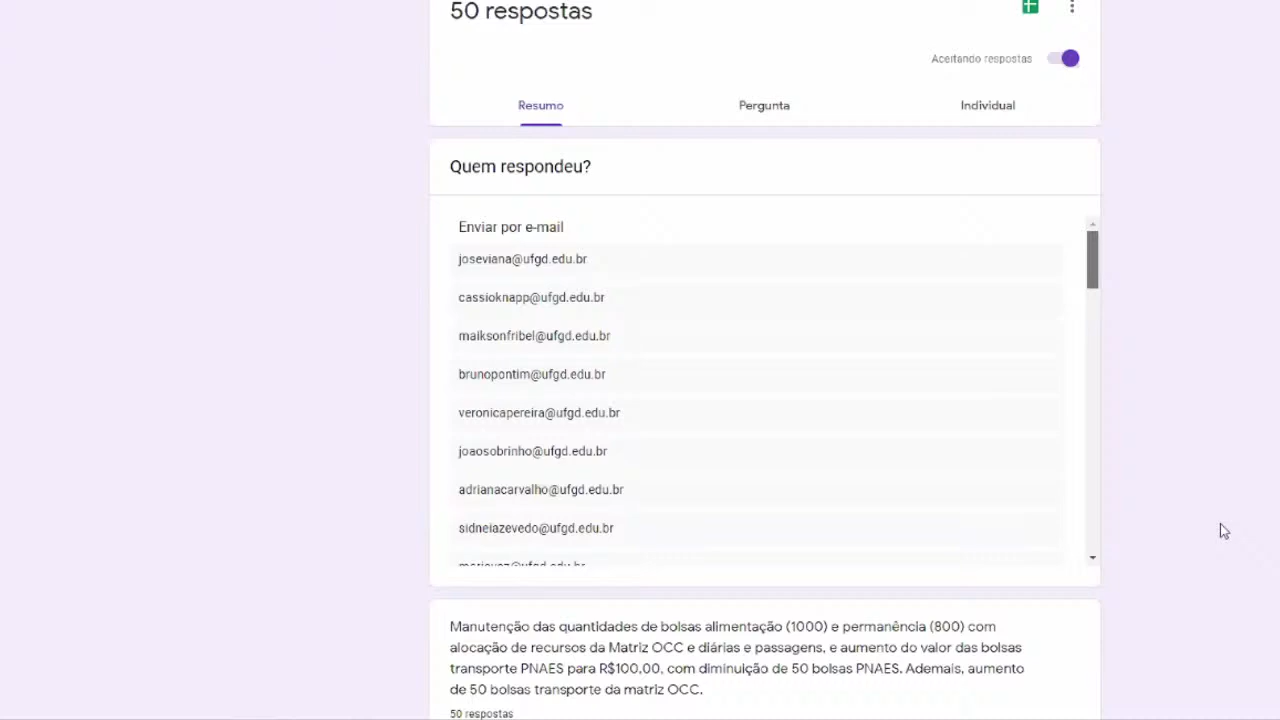 50 respostas
Aceitando respostas
Resumo
Pergunta
Individual
Quem respondeu?
Enviar por e-mail
joseviana@ufgd.edu.br
cassioknapp@ufgd.edu.br
maiksonfribel@ufgd.edu.br
brunopontim@ufgd.edu.br
veronicapereira@ufgd.edu.br
joaosobrinho@ufgd.edu.br
adrianacarvalho@ufgd.edu.br
sidneiazevedo@ufgd.edu.br
Manutenção das quantidades de bolsas alimentação (1000) e permanência (800) com
alocação de recursos da Matriz OCC e diárias e passagens, e aumento do valor das bolsas
transporte PNAES para R$100,00, com diminuição de 50 bolsas PNAES. Ademais, aumento
de 50 bolsas transporte da matriz OCC.
50 respostas